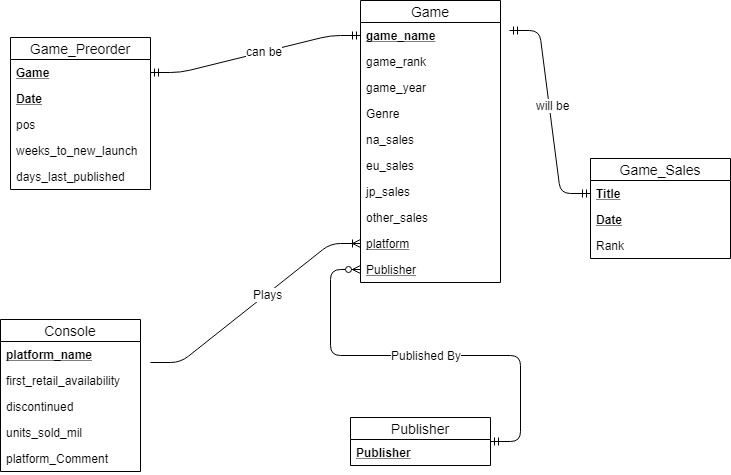 Game
game_name
game_rank
game_year
Genre
na_sales
eu_sales
jp_sales
other_sales
platform
Publisher
Game_Preorder
Game
Date
pos
weeks_to_new_launch
days_last_published
can be
will be
Game_Sales
Title
Date
Rank
Plays
Console
platform_name
first_retail_availability
discontinued
units_sold_mil
platform_Comment
Published By
Publisher
Publisher